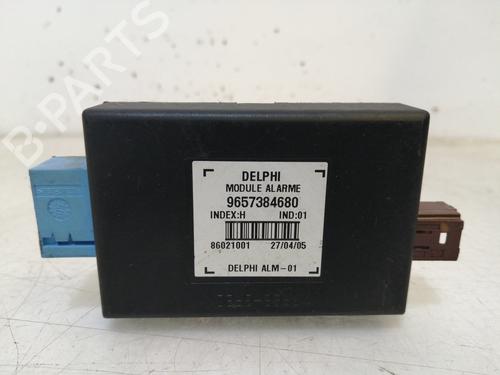 B-PARTS
DELPHI
MODULE ALARME
9657384680
INDEX:H IND:01
86021001 27/04/05
DELPHI ALM-01